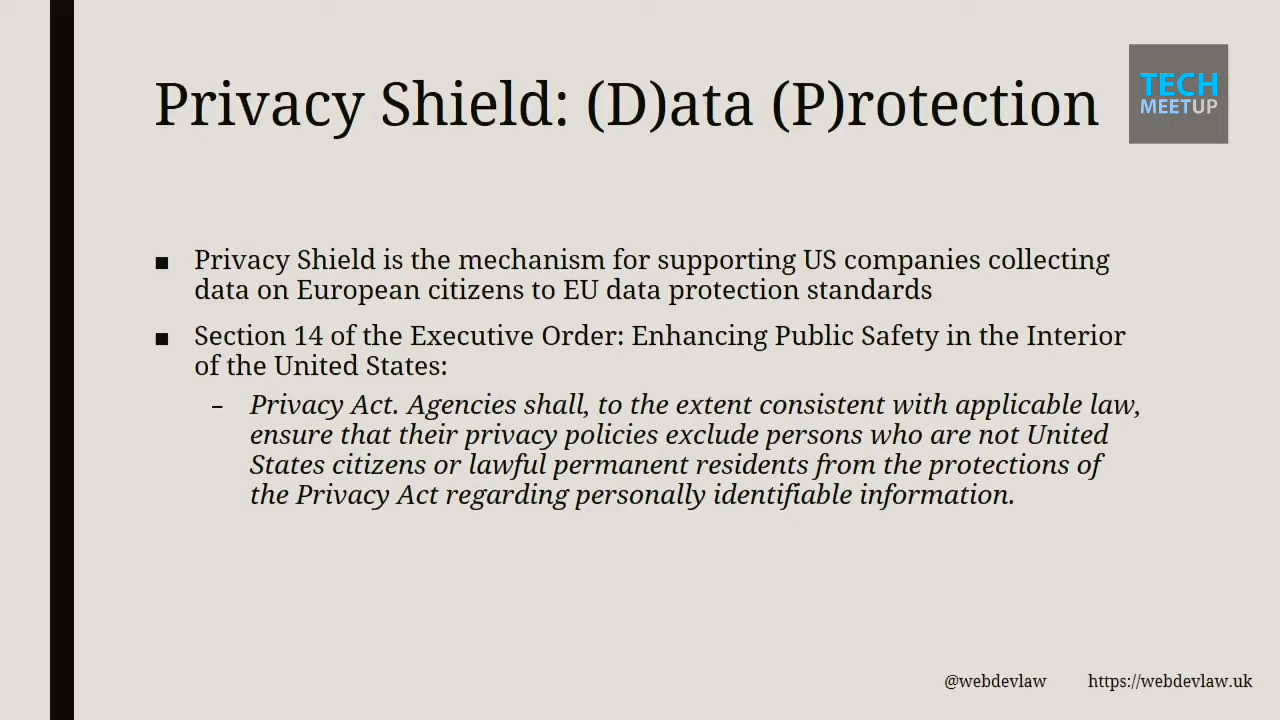 Privacy Shield: (D)ata (P)rotection
TECH
MEETUP
■ Privacy Shield is the mechanism for supporting US companies collecting
data on European citizens to EU data protection standards
■ Section 14 of the Executive Order: Enhancing Public Safety in the Interior
of the United States:
– Privacy Act. Agencies shall, to the extent consistent with applicable law,
ensure that their privacy policies exclude persons who are not United
States citizens or lawful permanent residents from the protections of
the Privacy Act regarding personally identifiable information.
@webdevlaw https://webdevlaw.uk